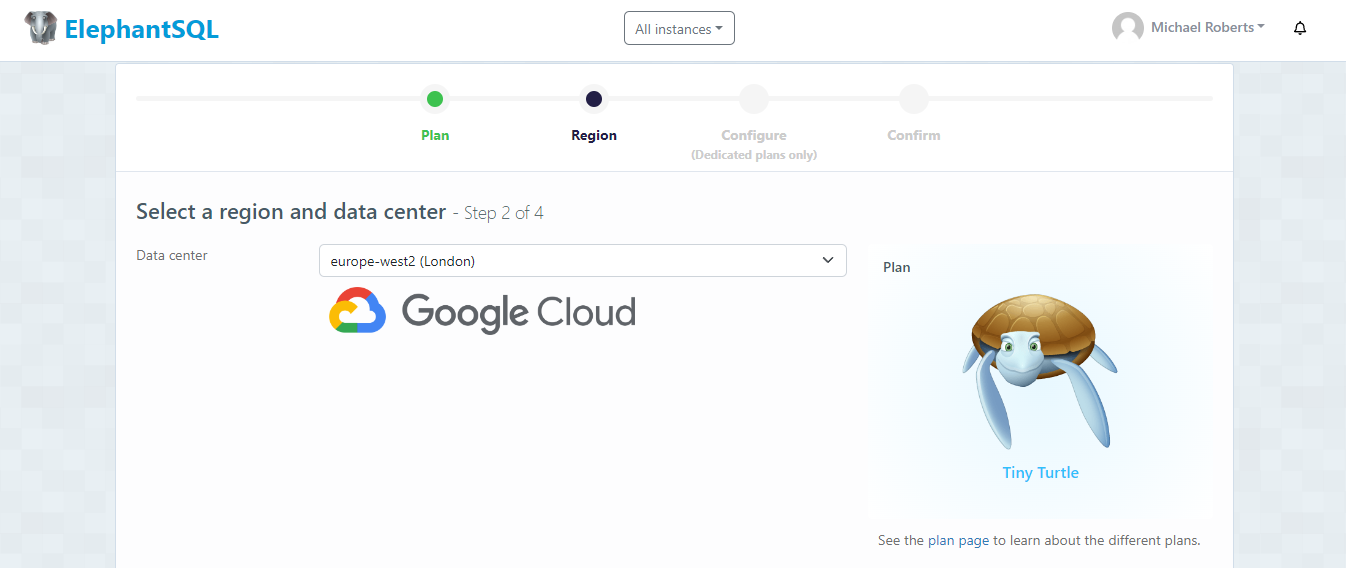 ElephantSQL
All instances
Michael Roberts
Plan
Region
Configure
(Dedicated plans only)
Confirm
Select a region and data center - Step 2 of 4
Data center
europe-west2 (London)
Google Cloud
Plan
Tiny Turtle
See the plan page to learn about the different plans.